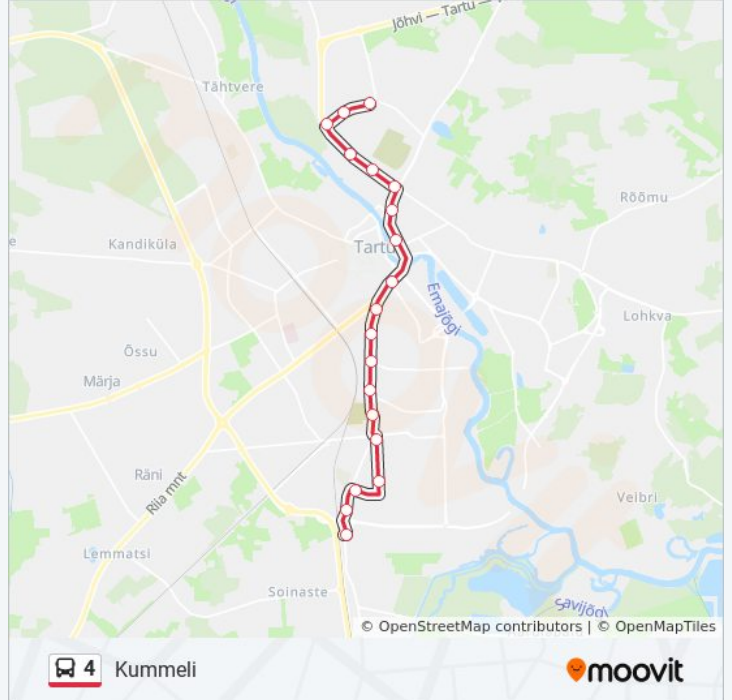 Jõhvi — Tartu —
Tähtvere
Rõõmu
Kandiküla
Tartu
e
Emajõgi
Lohkva
Õssu
Märja
Räni
Riia mnt
Veibri
Lemmatsi
Soinaste
Savijõgi
© OpenStreetMap contributors | © OpenMapTiles
4 Kummeli
moovit